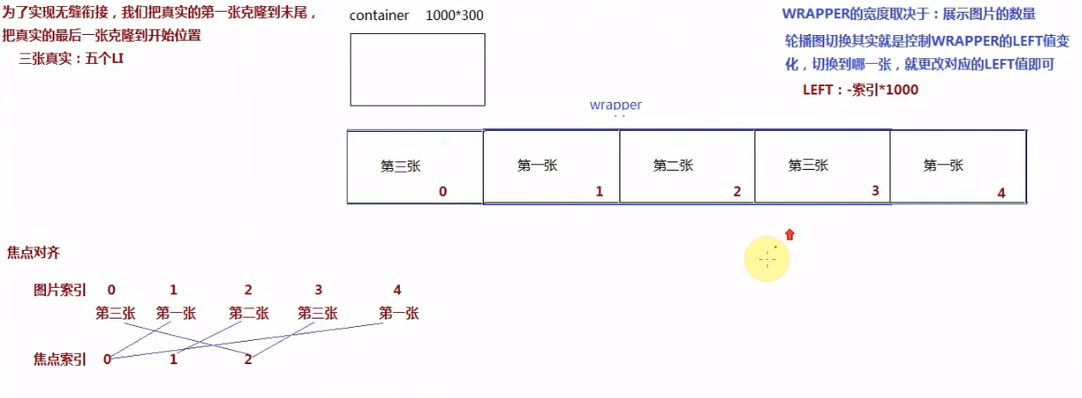 为了实现无缝衔接，我们把真实的第一张克隆到末尾，
把真实的最后一张克隆到开始位置
三张真实：五个LI
container 1000*300
WRAPPER的宽度取决于：展示图片的数量
轮播图切换其实就是控制WRAPPER的LEFT值变
化，切换到哪一张，就更改对应的LEFT值即可
LEFT：-索引*1000
wrapper
第三张 第一张 第二张 第三张 第一张
0 1 2 3 4
焦点对齐
图片索引 0 1 2 3 4
第三张 第一张 第二张 第三张 第一张
焦点索引 0 1 2